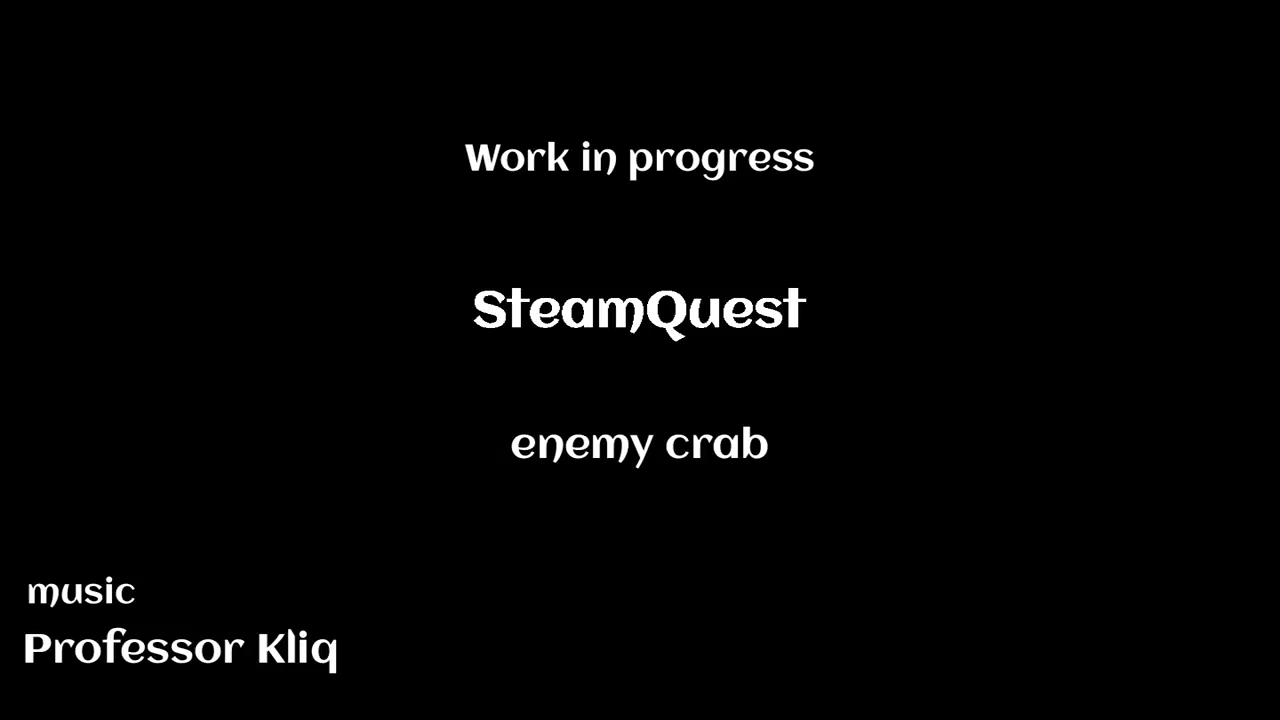 Work in progress
SteamQuest
enemy crab
music
Professor Kliq